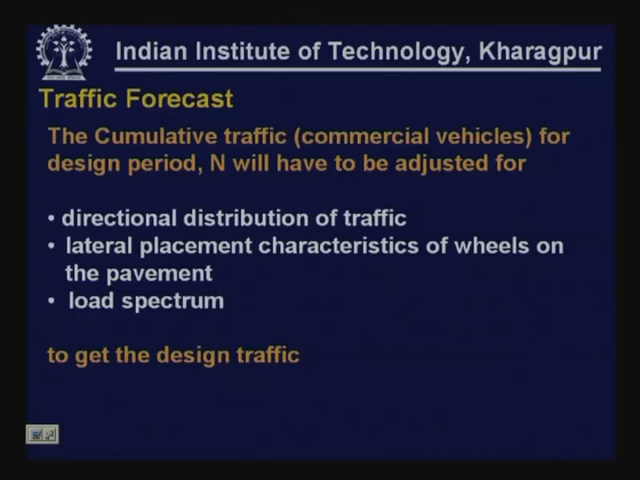 Indian Institute of Technology, Kharagpur
Traffic Forecast
The Cumulative traffic (commercial vehicles) for
design period, N will have to be adjusted for
• directional distribution of traffic
• lateral placement characteristics of wheels on
the pavement
• load spectrum
to get the design traffic